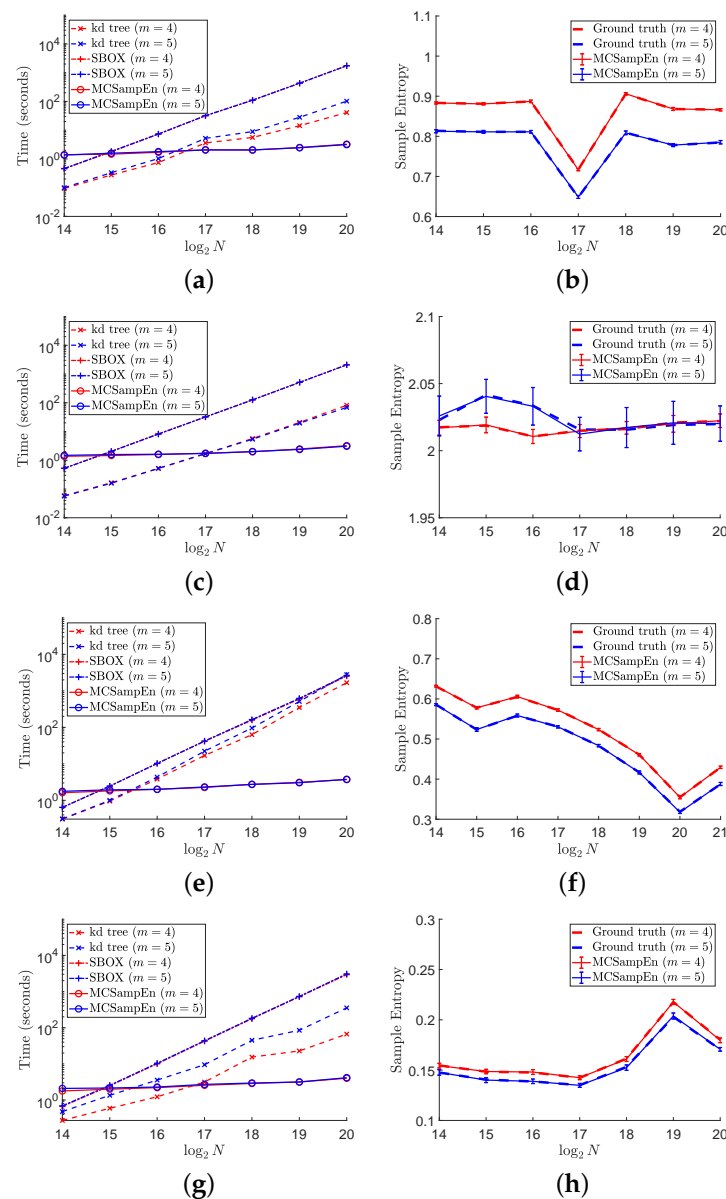 kd tree (m = 4)
kd tree (m = 5)
SBOX (m = 4)
SBOX (m = 5)
MCSampEn (m = 4)
MCSampEn (m = 5)
Time (seconds)
10^4
10^2
10^0
10^-2
14 15 16 17 18 19 20
log_2 N
(a)
Ground truth (m = 4)
Ground truth (m = 5)
MCSampEn (m = 4)
MCSampEn (m = 5)
Sample Entropy
1.1
1
0.9
0.8
0.7
0.6
14 15 16 17 18 19 20
log_2 N
(b)
kd tree (m = 4)
kd tree (m = 5)
SBOX (m = 4)
SBOX (m = 5)
MCSampEn (m = 4)
MCSampEn (m = 5)
Time (seconds)
10^4
10^2
10^0
10^-2
14 15 16 17 18 19 20
log_2 N
(c)
Ground truth (m = 4)
Ground truth (m = 5)
MCSampEn (m = 4)
MCSampEn (m = 5)
Sample Entropy
2.1
2.05
2
1.95
14 15 16 17 18 19 20
log_2 N
(d)
kd tree (m = 4)
kd tree (m = 5)
SBOX (m = 4)
SBOX (m = 5)
MCSampEn (m = 4)
MCSampEn (m = 5)
Time (seconds)
10^4
10^2
10^0
14 15 16 17 18 19 20
log_2 N
(e)
Ground truth (m = 4)
Ground truth (m = 5)
MCSampEn (m = 4)
MCSampEn (m = 5)
Sample Entropy
0.8
0.7
0.6
0.5
0.4
0.3
14 15 16 17 18 19 20 21
log_2 N
(f)
kd tree (m = 4)
kd tree (m = 5)
SBOX (m = 4)
SBOX (m = 5)
MCSampEn (m = 4)
MCSampEn (m = 5)
Time (seconds)
10^4
10^2
10^0
14 15 16 17 18 19 20
log_2 N
(g)
Ground truth (m = 4)
Ground truth (m = 5)
MCSampEn (m = 4)
MCSampEn (m = 5)
Sample Entropy
0.3
0.25
0.2
0.15
0.1
14 15 16 17 18 19 20
log_2 N
(h)